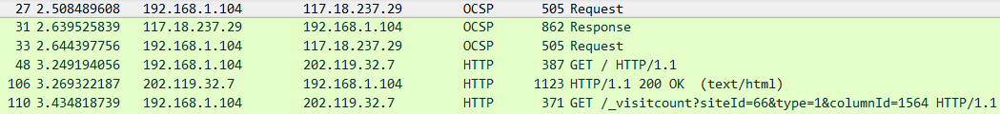 27 2.508489608 192.168.1.104 117.18.237.29 OCSP 505 Request
31 2.639525839 117.18.237.29 192.168.1.104 OCSP 862 Response
33 2.644397756 192.168.1.104 117.18.237.29 OCSP 505 Request
48 3.249194056 192.168.1.104 202.119.32.7 HTTP 387 GET / HTTP/1.1
106 3.269322187 202.119.32.7 192.168.1.104 HTTP 1123 HTTP/1.1 200 OK (text/html)
110 3.434818739 192.168.1.104 202.119.32.7 HTTP 371 GET /_visitcount?siteId=66&type=1&columnId=1564 HTTP/1.1